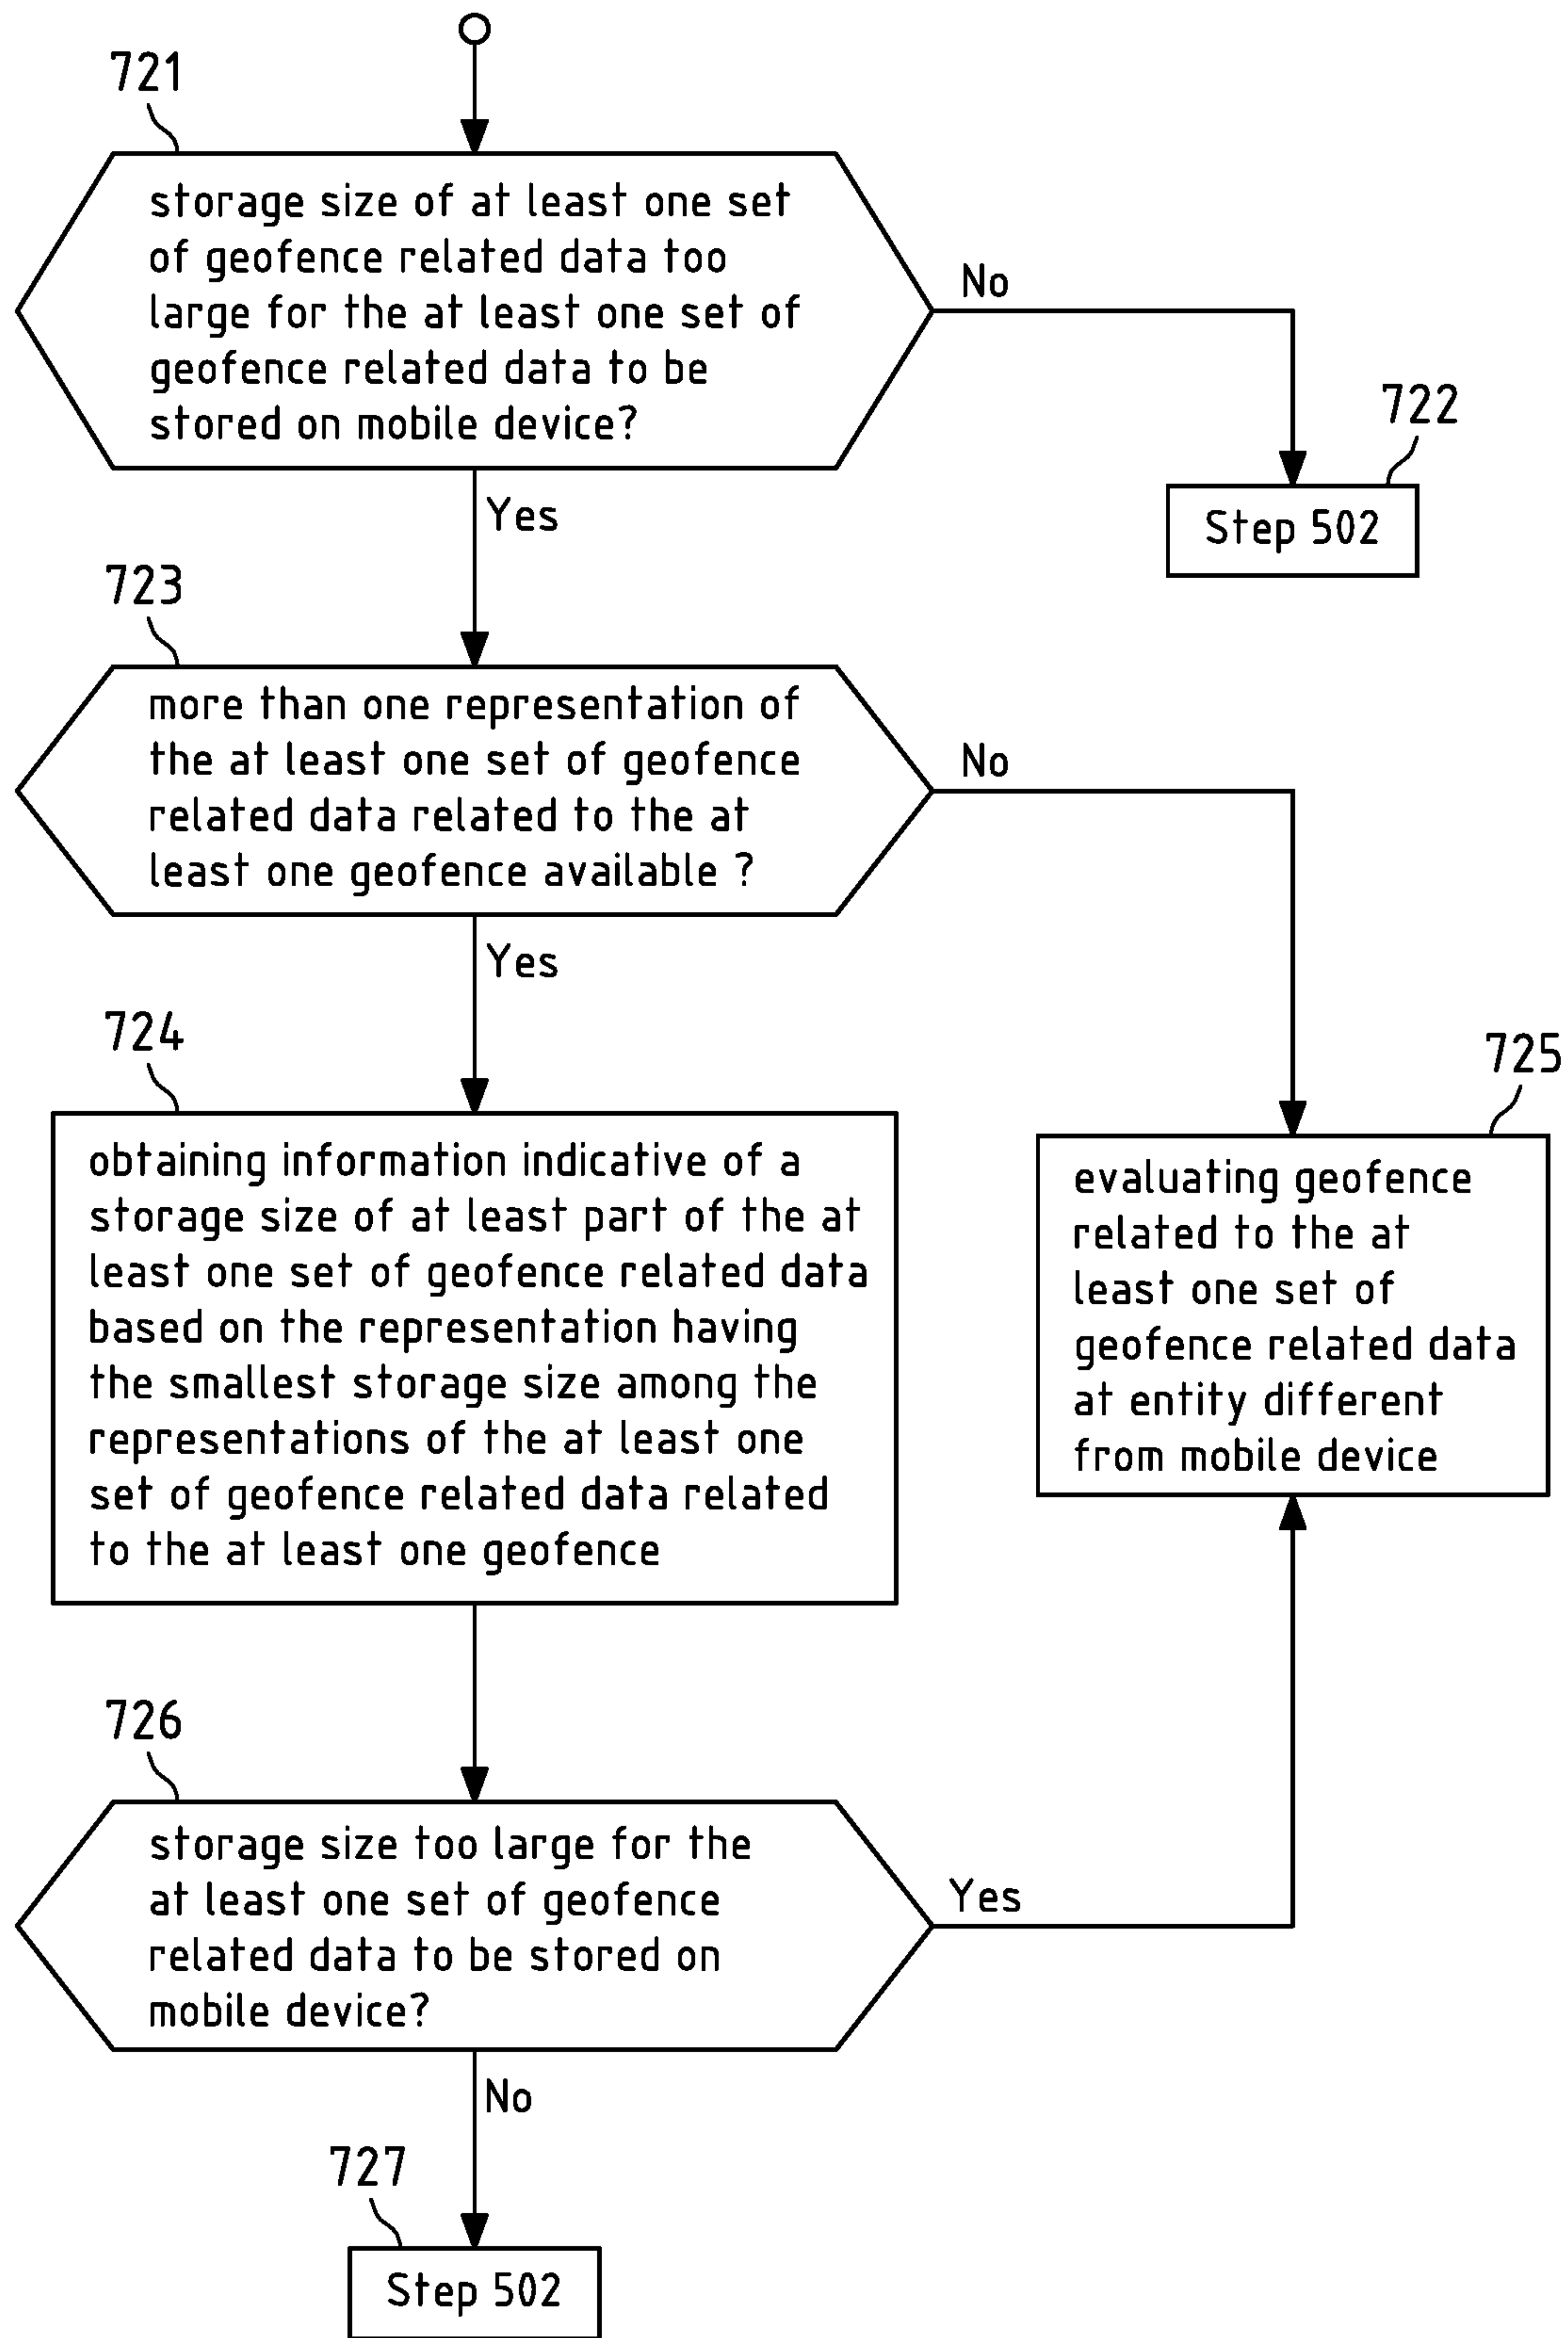 721
storage size of at least one set
of geofence related data too
large for the at least one set of
geofence related data to be
stored on mobile device?
No
722
Step 502
Yes
723
more than one representation of
the at least one set of geofence
related data related to the at
least one geofence available ?
No
Yes
724
obtaining information indicative of a
storage size of at least part of the at
least one set of geofence related data
based on the representation having
the smallest storage size among the
representations of the at least one
set of geofence related data related
to the at least one geofence
725
evaluating geofence
related to the at
least one set of
geofence related data
at entity different
from mobile device
726
storage size too large for the
at least one set of geofence
related data to be stored on
mobile device?
Yes
No
727
Step 502